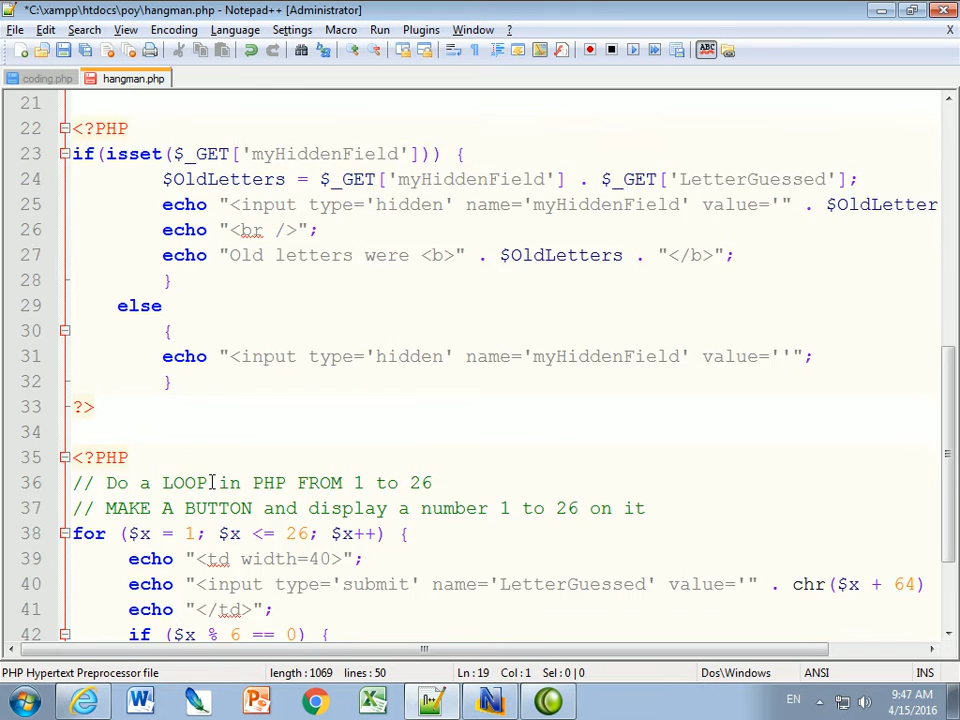 *C:\xampp\htdocs\poy\hangman.php - Notepad++ [Administrator]
File Edit Search View Encoding Language Settings Macro Run Plugins Window ? X
coding.php hangman.php
21
22 <?PHP
23 if(isset($_GET['myHiddenField'])) {
24 $OldLetters = $_GET['myHiddenField'] . $_GET['LetterGuessed'];
25 echo "<input type='hidden' name='myHiddenField' value='" . $OldLetter
26 echo "<br />";
27 echo "Old letters were <b>" . $OldLetters . "</b>";
28 }
29 else
30 {
31 echo "<input type='hidden' name='myHiddenField' value=''";
32 }
33 ?>
34
35 <?PHP
36 // Do a LOOP in PHP FROM 1 to 26
37 // MAKE A BUTTON and display a number 1 to 26 on it
38 for ($x = 1; $x <= 26; $x++) {
39 echo "<td width=40>";
40 echo "<input type='submit' name='LetterGuessed' value='" . chr($x + 64)
41 echo "</td>";
42 if ($x % 6 == 0) {
PHP Hypertext Preprocessor file length : 1069 lines : 50 Ln : 19 Col : 1 Sel : 0 | 0 Dos\Windows ANSI INS
EN 9:47 AM
4/15/2016